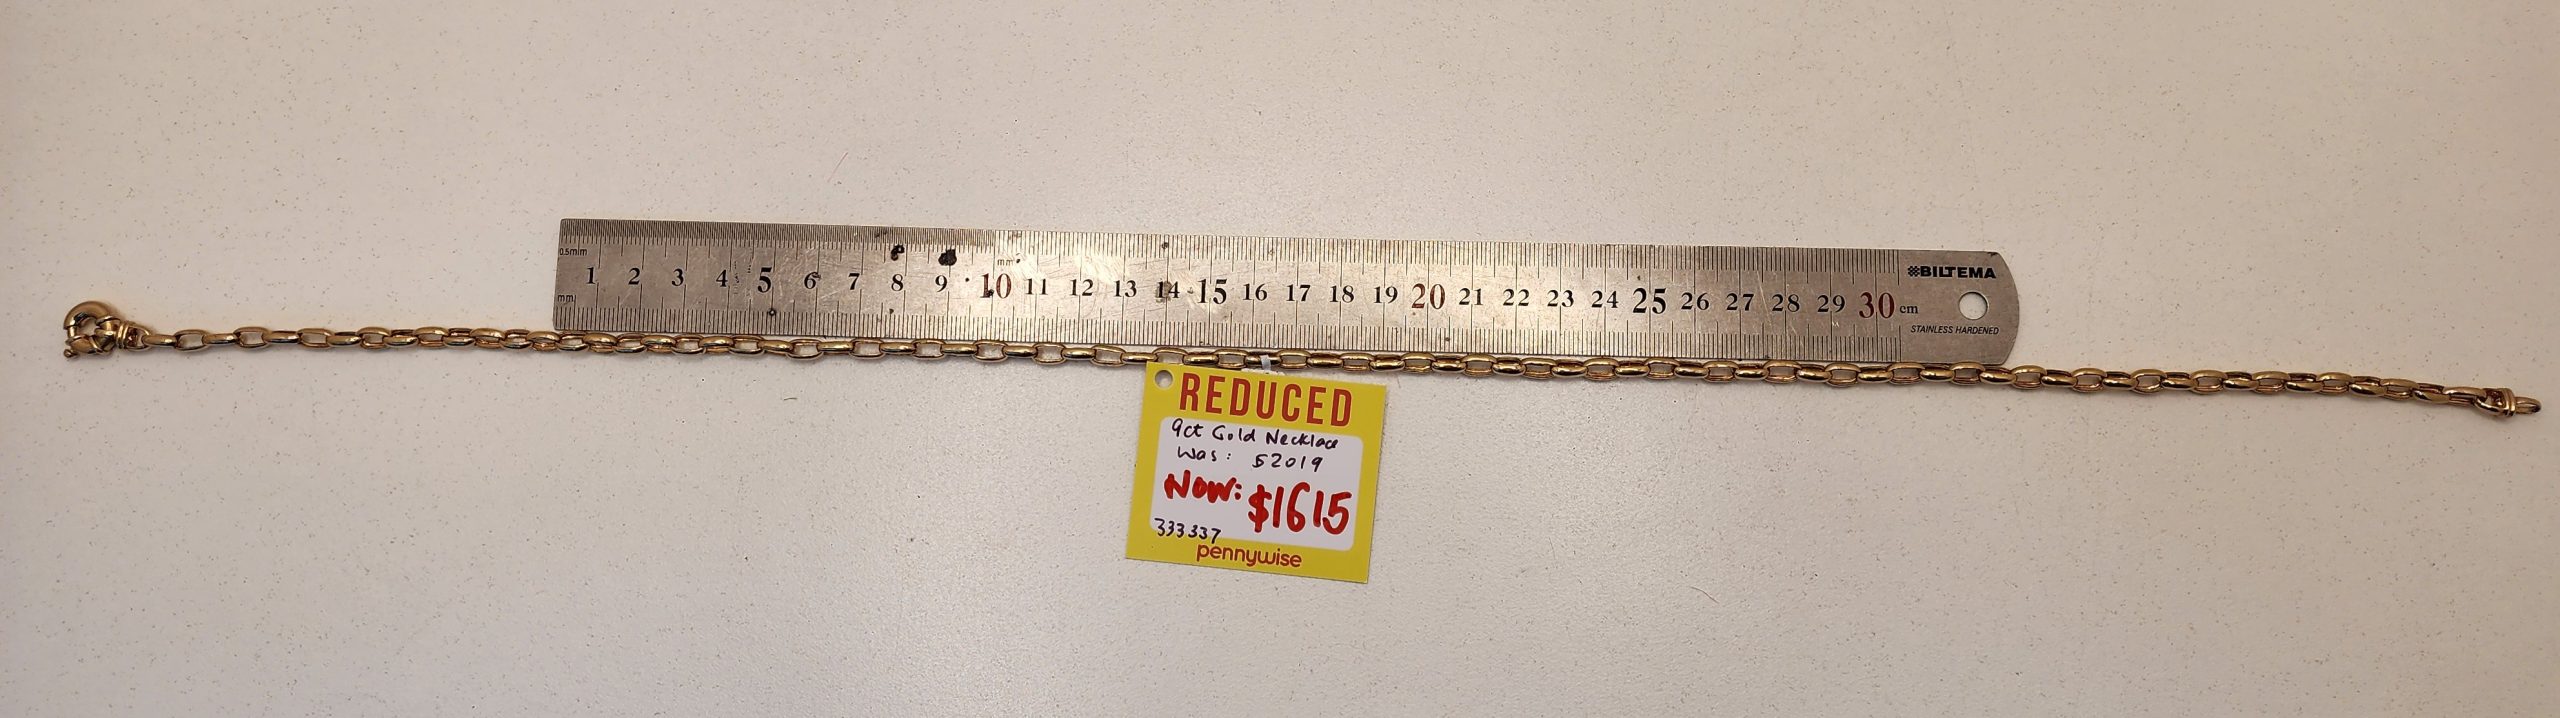 0.5mm
mm
1 2 3 4 5 6 7 8 9 10 11 12 13 14 15 16 17 18 19 20 21 22 23 24 25 26 27 28 29 30 cm
mm
BILTEMA
STAINLESS HARDENED
REDUCED
9ct Gold Necklace
Was: $2019
Now: $1615
333337
pennywise